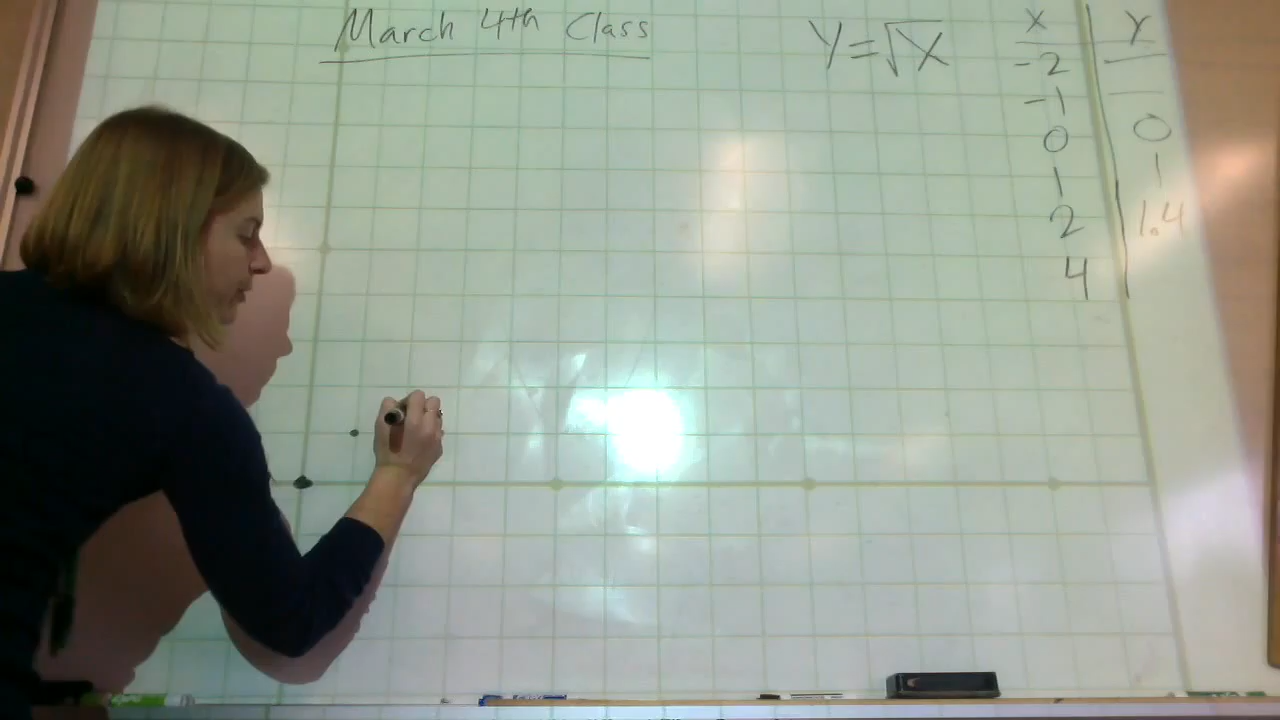 March 4th Class
Y=√X
X Y
-2
-1 —
0 0
1 1
2 1.4
4